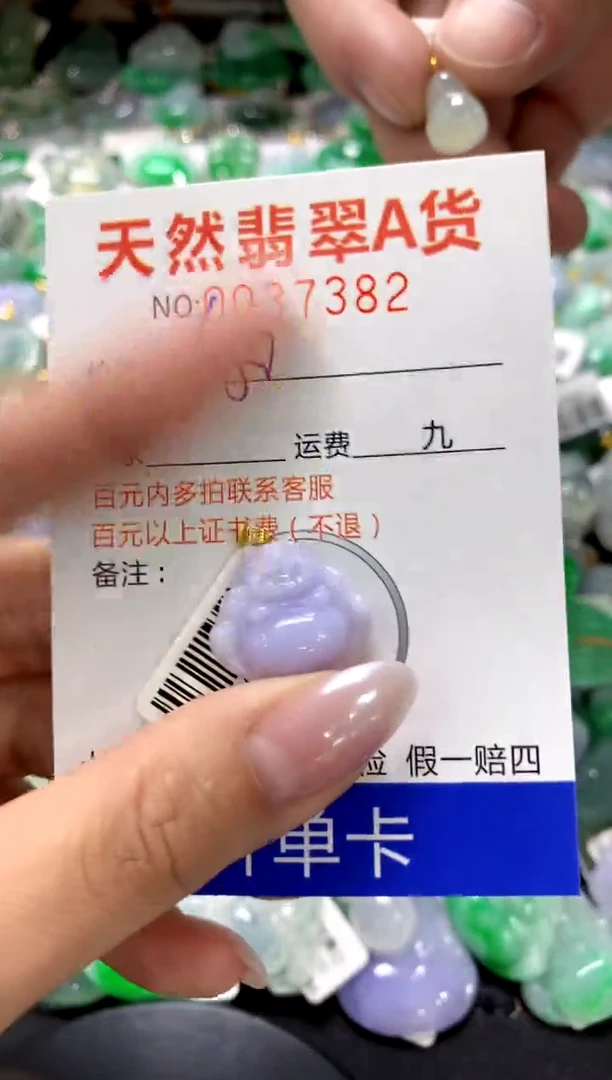 天然翡翠A货
NO:0037382
运费 九
百元内多拍联系客服
百元以上证书费(不退)
备注：
假一赔四
单卡